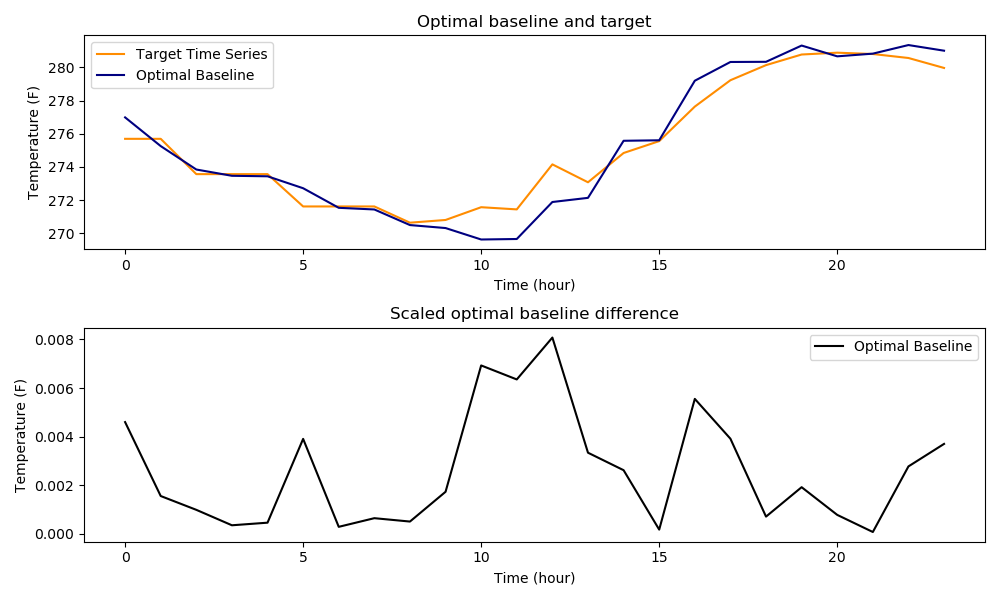 Optimal baseline and target
Target Time Series
Optimal Baseline
Temperature (F)
280
278
276
274
272
270
0 5 10 15 20
Time (hour)
Scaled optimal baseline difference
Optimal Baseline
Temperature (F)
0.008
0.006
0.004
0.002
0.000
0 5 10 15 20
Time (hour)